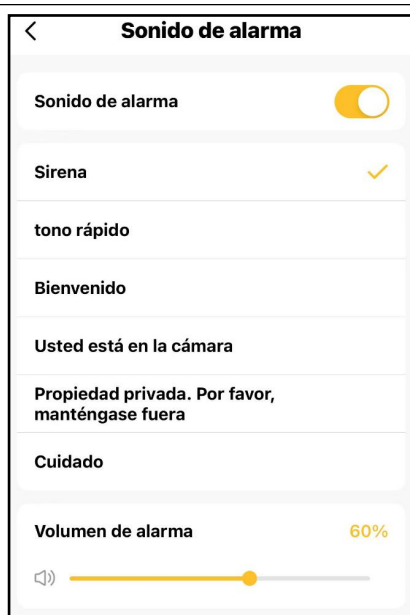 Sonido de alarma
Sonido de alarma
Sirena
tono rápido
Bienvenido
Usted está en la cámara
Propiedad privada. Por favor,
manténgase fuera
Cuidado
Volumen de alarma 60%